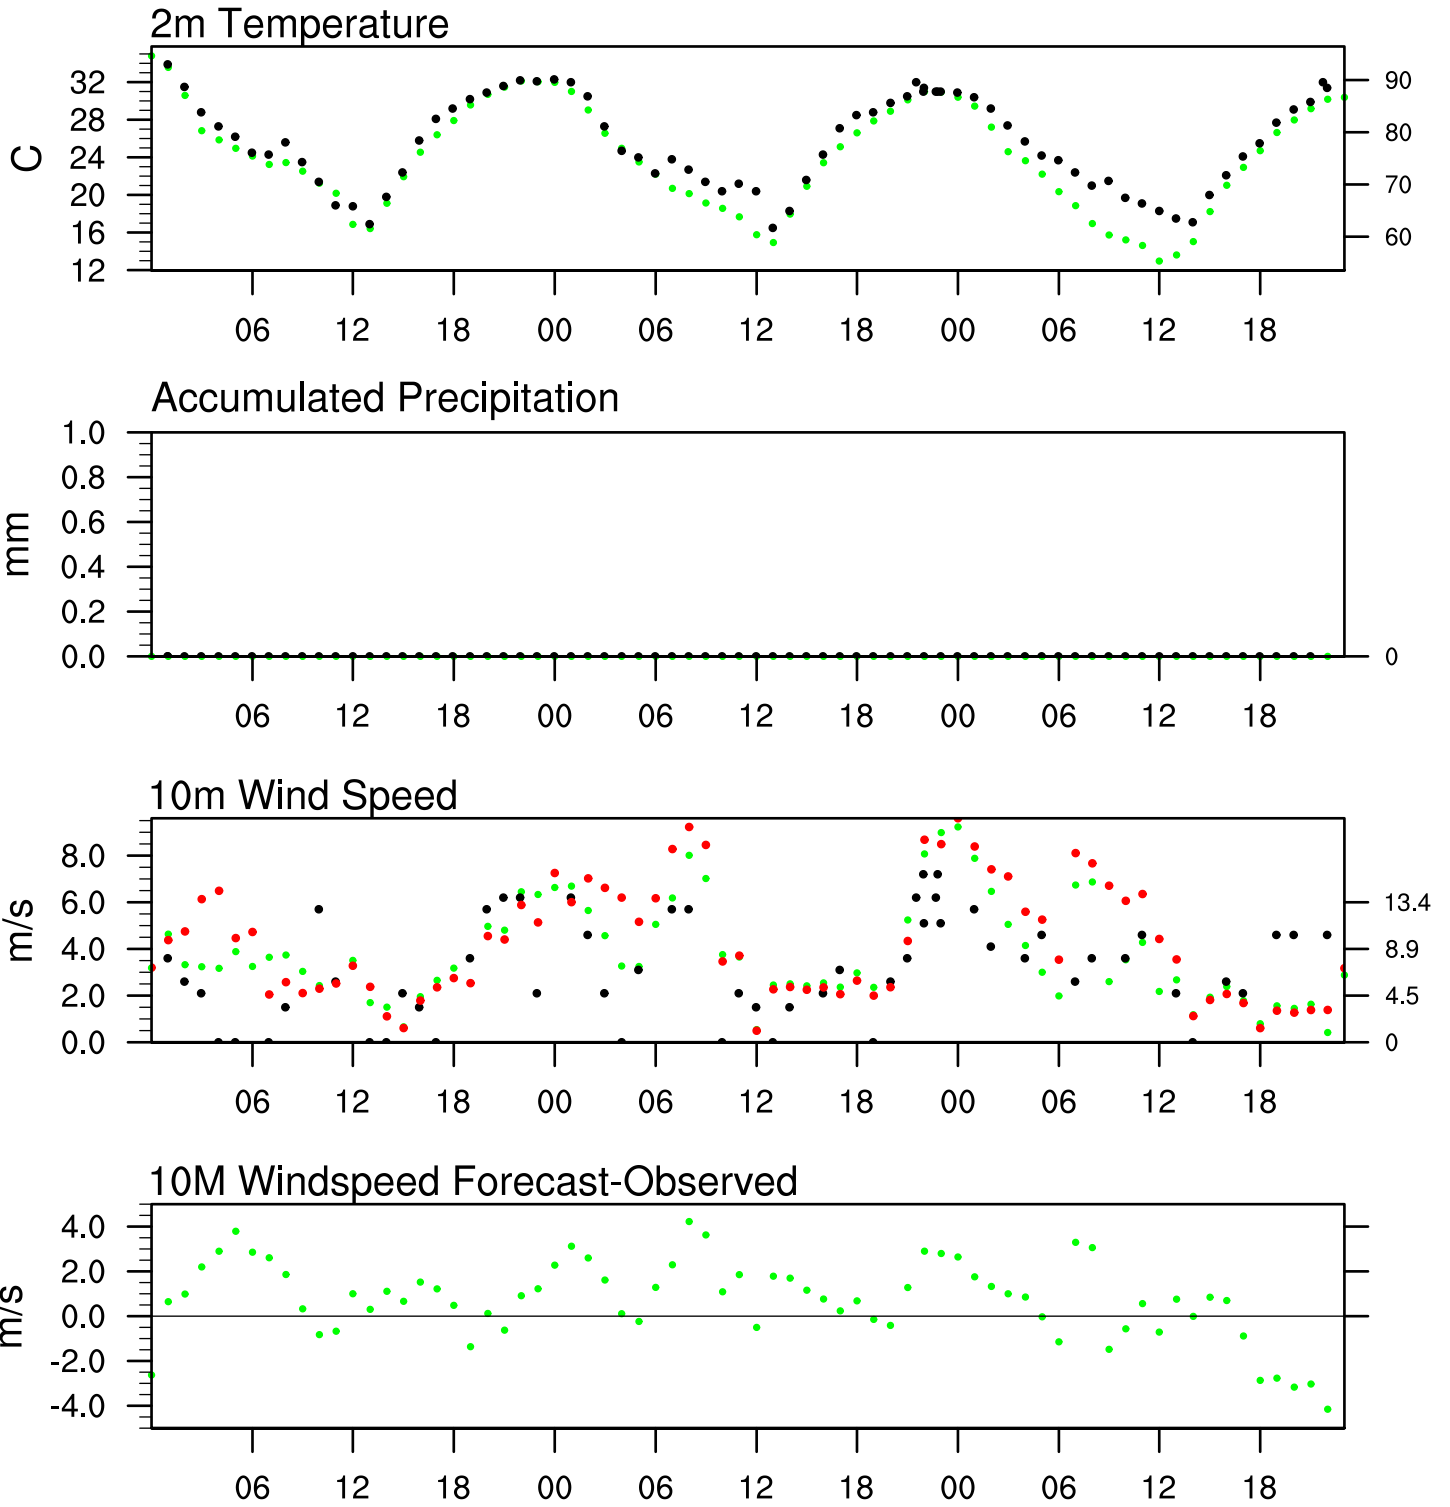 2m Temperature
32
28
24
20
16
12
C
90
80
70
60
06 12 18 00 06 12 18 00 06 12 18
Accumulated Precipitation
1.0
0.8
0.6
0.4
0.2
0.0
mm
0
06 12 18 00 06 12 18 00 06 12 18
10m Wind Speed
8.0
6.0
4.0
2.0
0.0
m/s
13.4
8.9
4.5
0
06 12 18 00 06 12 18 00 06 12 18
10M Windspeed Forecast-Observed
4.0
2.0
0.0
-2.0
-4.0
m/s
06 12 18 00 06 12 18 00 06 12 18